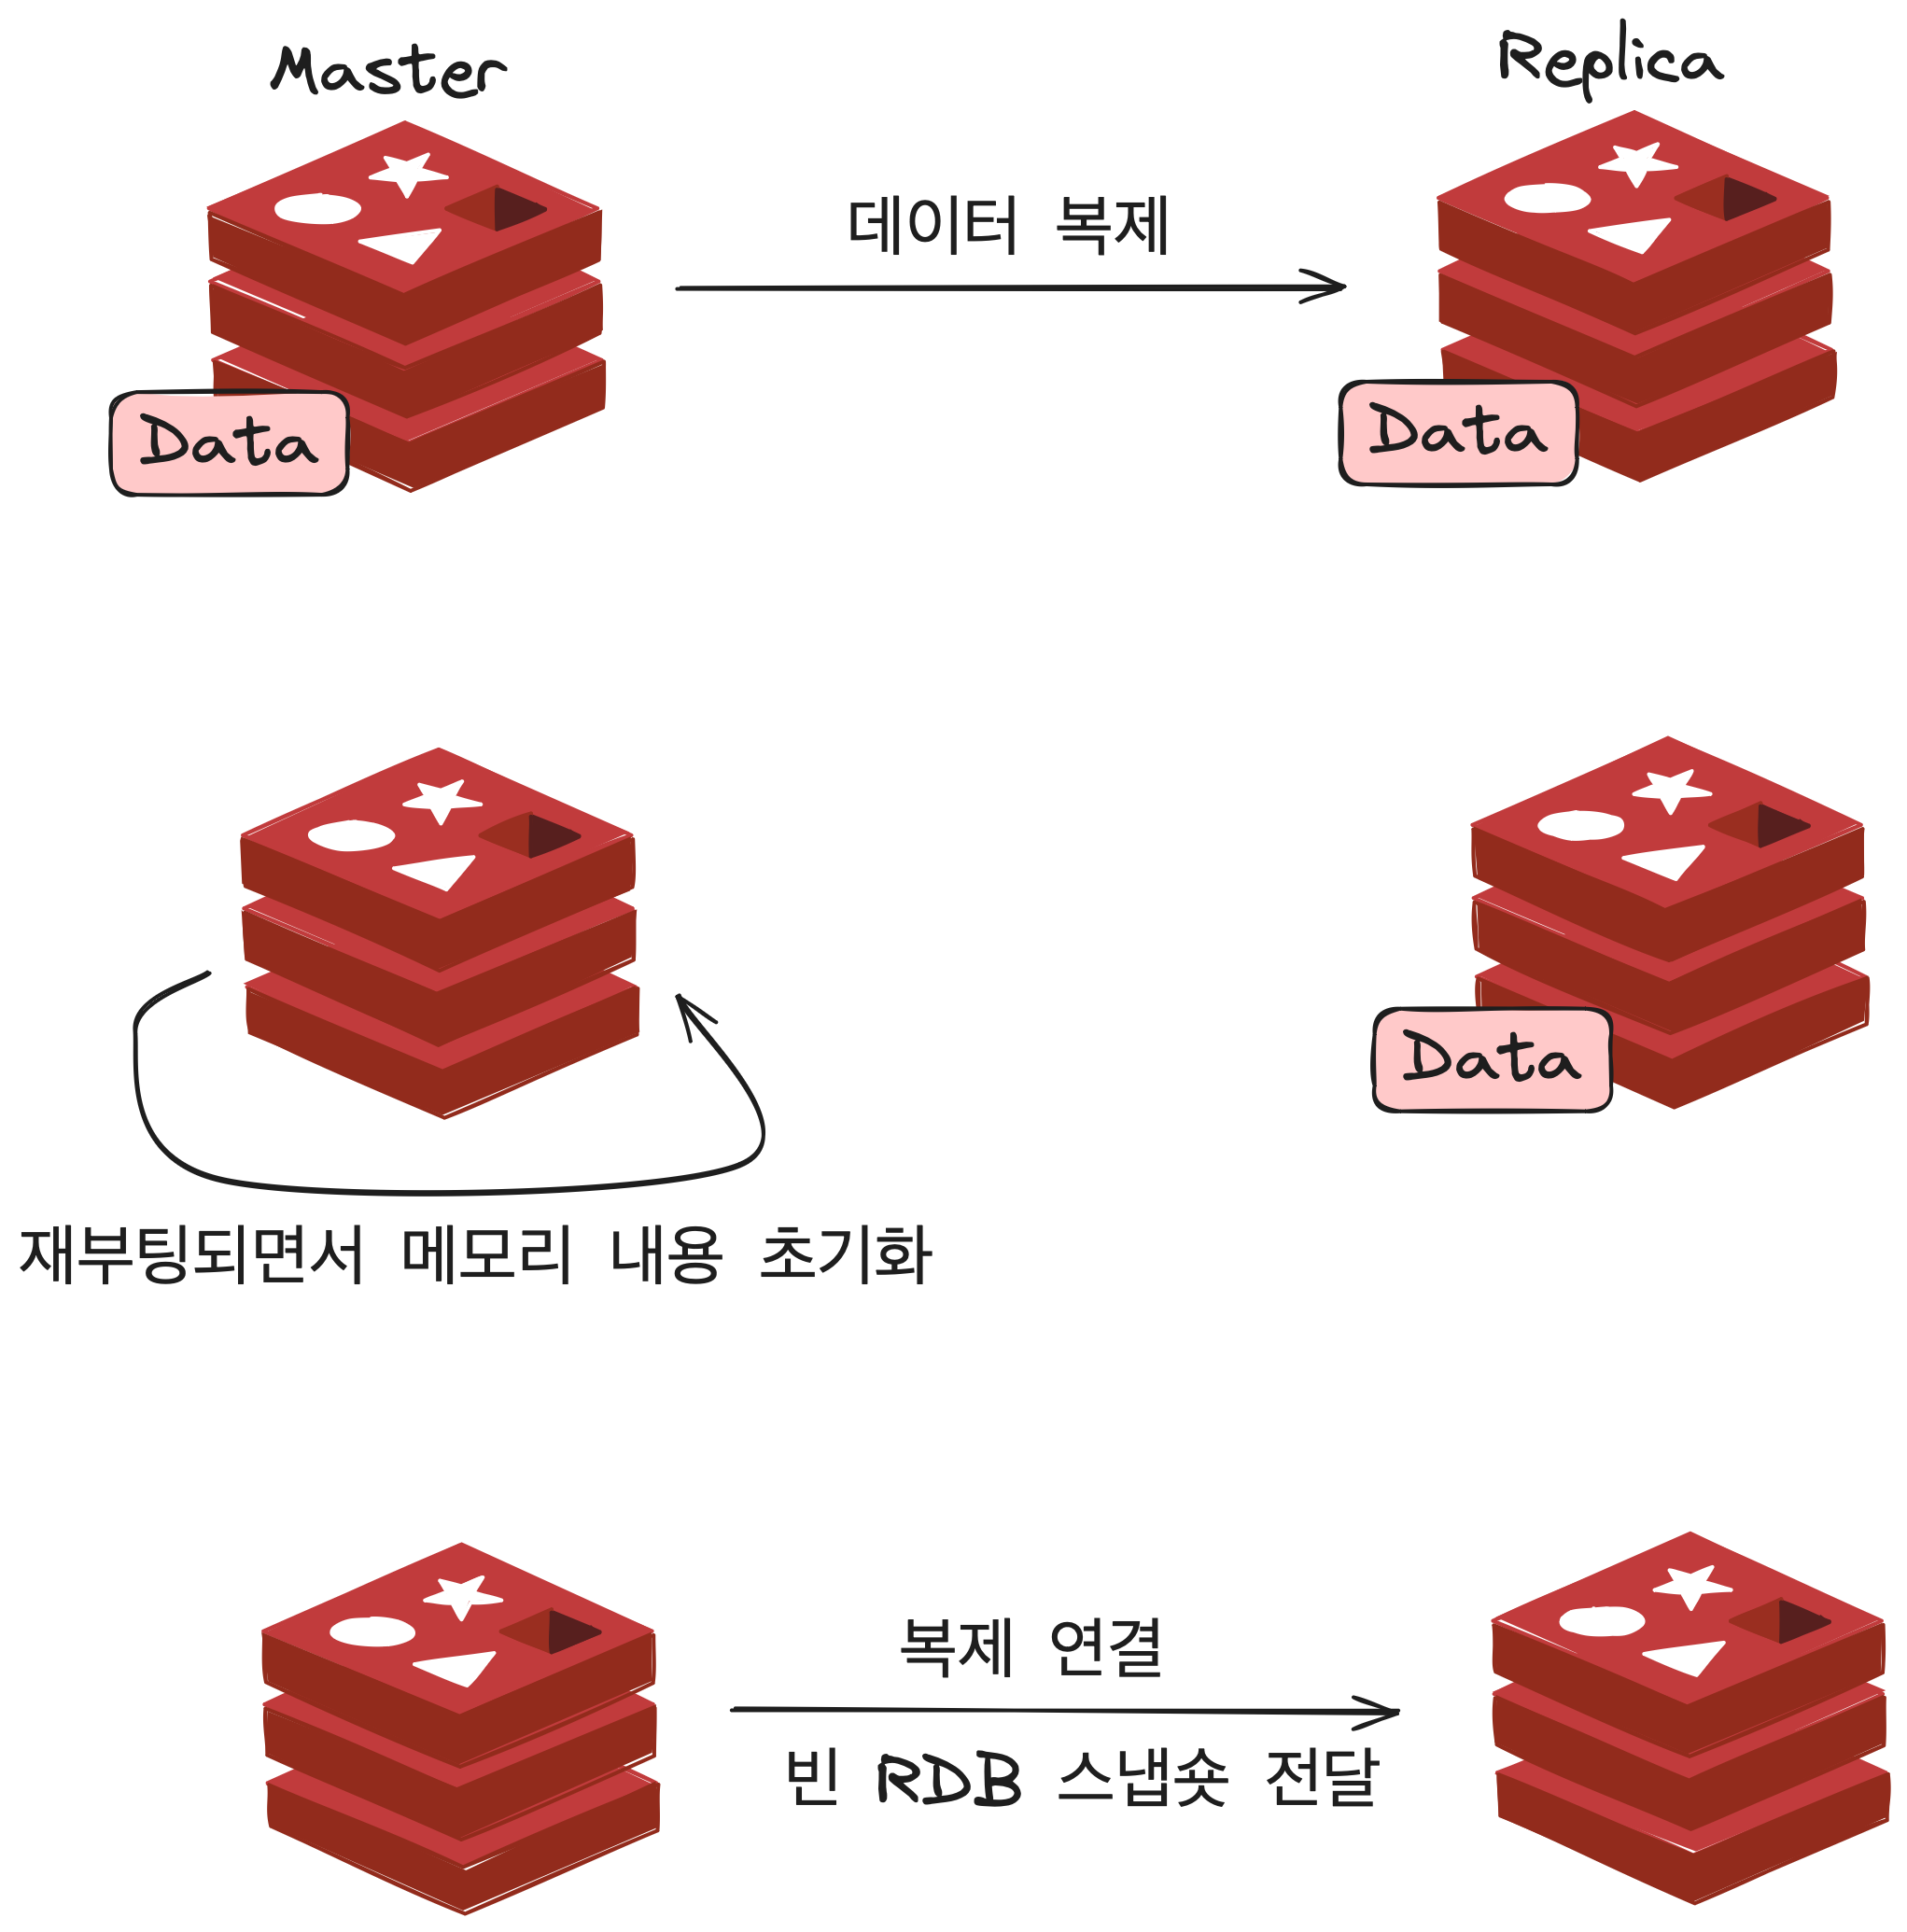 Master
Replica
데이터 복제
Data
Data
Data
재부팅되면서 메모리 내용 초기화
복제 연결
빈 RDB 스냅숏 전달